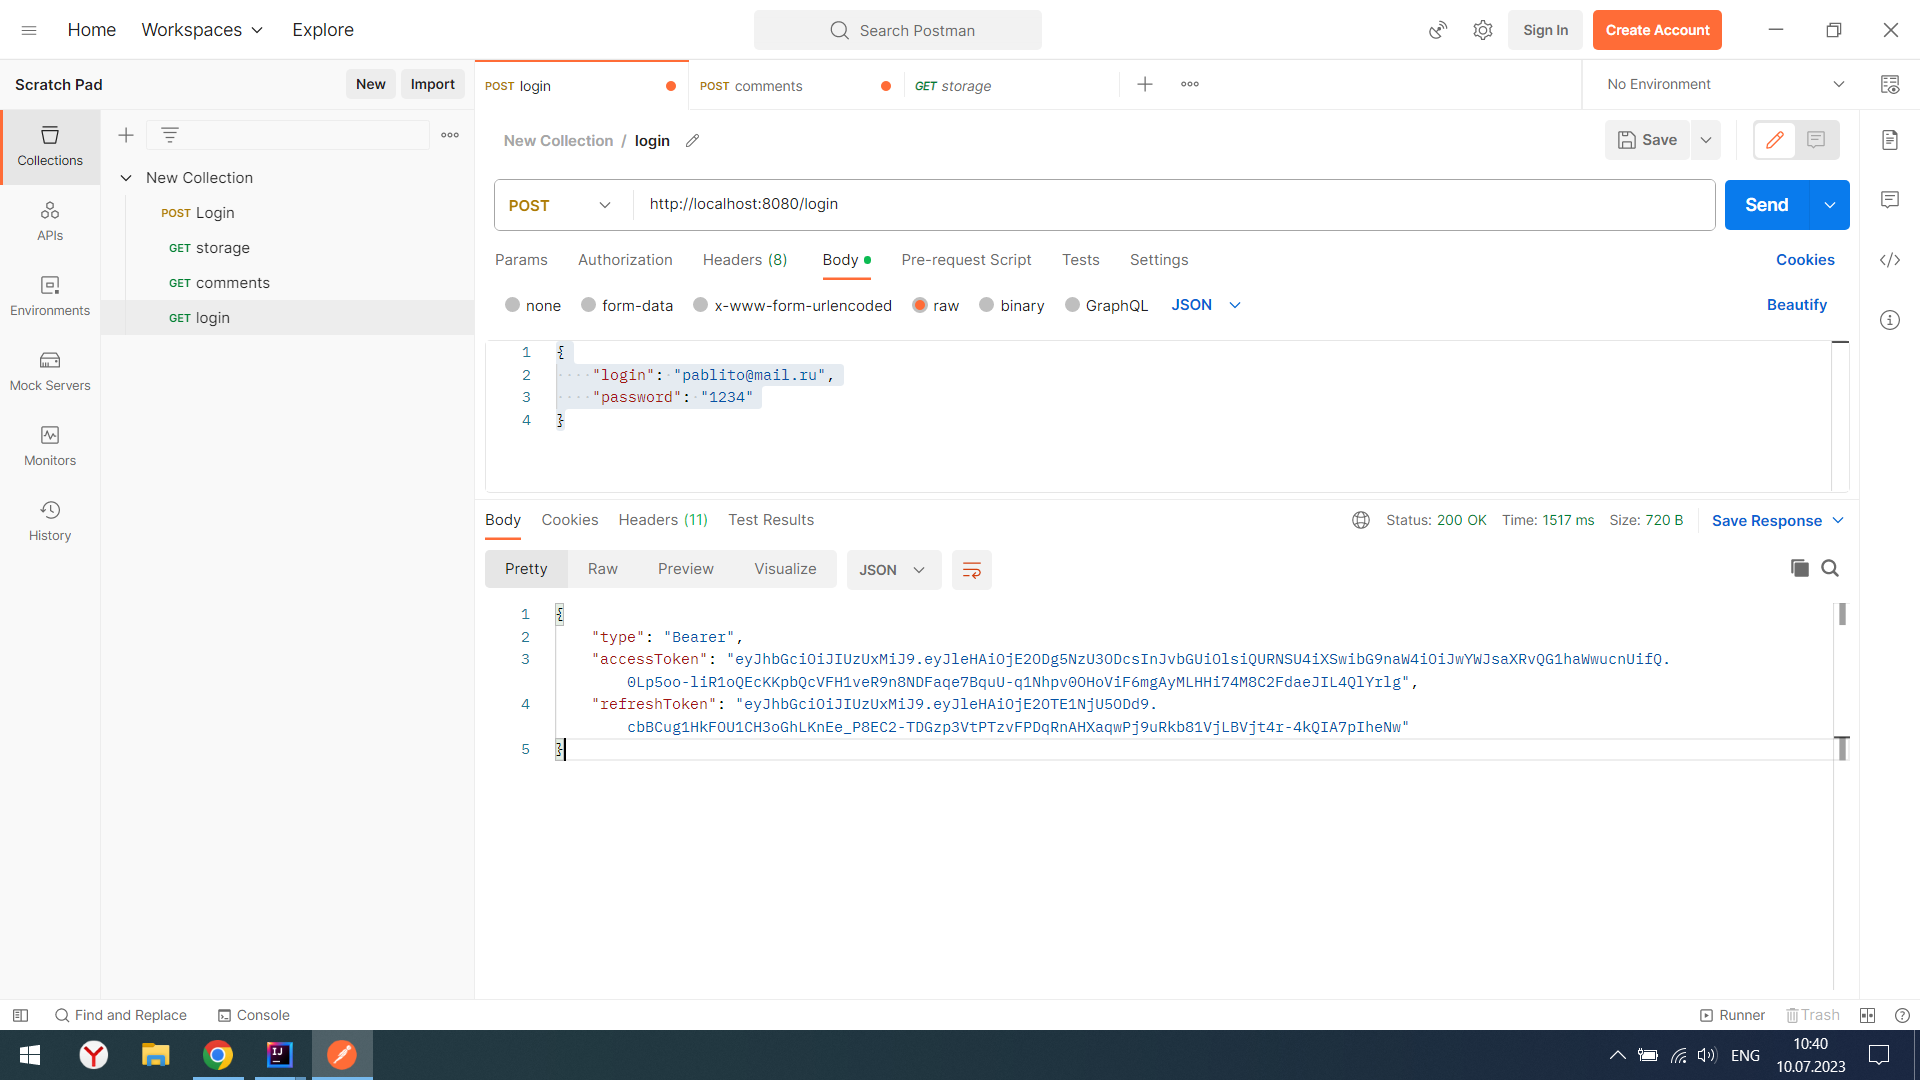 Home Workspaces Explore
Search Postman
Sign In Create Account
Scratch Pad New Import
POST login POST comments GET storage
No Environment
Collections
APIs
Environments
Mock Servers
Monitors
History
New Collection
POST Login
GET storage
GET comments
GET login
New Collection / login
Save
POST http://localhost:8080/login Send
Params Authorization Headers (8) Body Pre-request Script Tests Settings Cookies
none form-data x-www-form-urlencoded raw binary GraphQL JSON Beautify
1 {
2 "login": "pablito@mail.ru",
3 "password": "1234"
4 }
Body Cookies Headers (11) Test Results Status: 200 OK Time: 1517 ms Size: 720 B Save Response
Pretty Raw Preview Visualize JSON
1 {
2 "type": "Bearer",
3 "accessToken": "eyJhbGciOiJIUzUxMiJ9.eyJleHAiOjE2ODg5NzU3ODcsInJvbGUiOlsiQURNSU4iXSwibG9naW4iOiJwYWJsaXRvQG1haWwucnUifQ.
0Lp5oo-liR1oQEcKKpbQcVFH1veR9n8NDFaqe7BquU-q1Nhpv0OHoViF6mgAyMLHHi74M8C2FdaeJIL4QlYrlg",
4 "refreshToken": "eyJhbGciOiJIUzUxMiJ9.eyJleHAiOjE2OTE1NjU5ODd9.
cbBCug1HkFOU1CH3oGhLKnEe_P8EC2-TDGzp3VtPTzvFPDqRnAHXaqwPj9uRkb81VjLBVjt4r-4kQIA7pIheNw"
5 }
Find and Replace Console
Runner Trash
ENG
10:40
10.07.2023